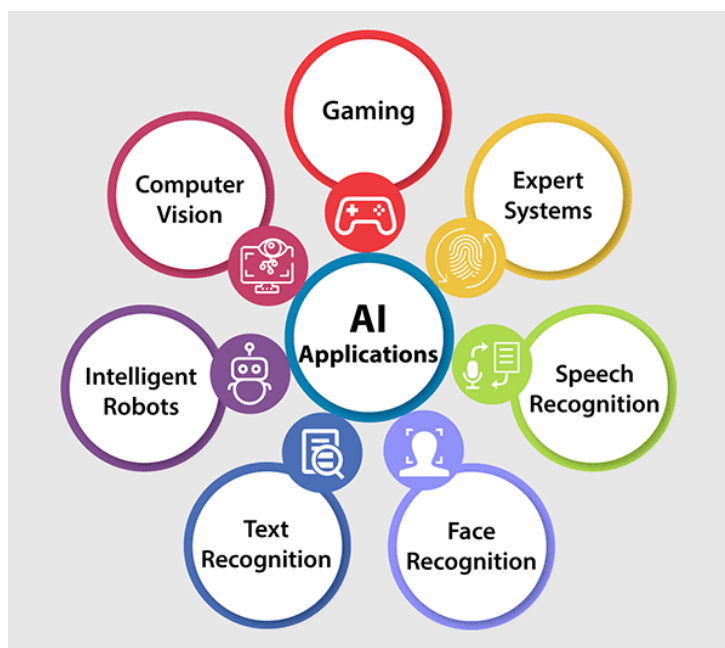 Gaming
Expert
Systems
Speech
Recognition
Face
Recognition
Text
Recognition
Intelligent
Robots
Computer
Vision
AI
Applications